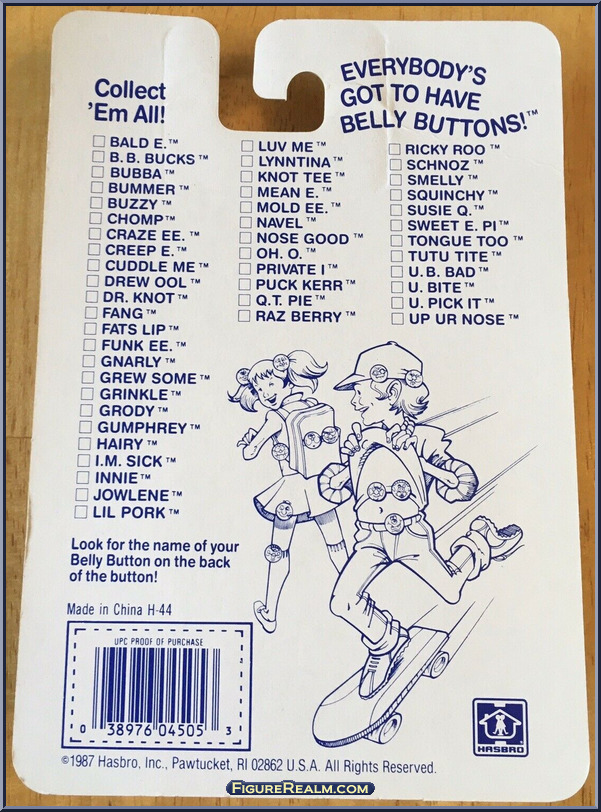 Collect
'Em All!
EVERYBODY'S
GOT TO HAVE
BELLY BUTTONS!™
☐ BALD E.™
☐ B.B. BUCKS™
☐ BUBBA™
☐ BUMMER™
☐ BUZZY™
☐ CHOMP™
☐ CRAZE EE.™
☐ CREEP E.™
☐ CUDDLE ME™
☐ DREW OOL™
☐ DR. KNOT™
☐ FANG™
☐ FATS LIP™
☐ FUNK EE.™
☐ GNARLY™
☐ GREW SOME™
☐ GRINKLE™
☐ GRODY™
☐ GUMPHREY™
☐ HAIRY™
☐ I.M. SICK™
☐ INNIE™
☐ JOWLENE™
☐ LIL PORK™
☐ LUV ME™
☐ LYNNTINA™
☐ KNOT TEE™
☐ MEAN E.™
☐ MOLD EE.™
☐ NAVEL™
☐ NOSE GOOD™
☐ OH. O.™
☐ PRIVATE I™
☐ PUCK KERR™
☐ Q.T. PIE™
☐ RAZ BERRY™
☐ RICKY ROO™
☐ SCHNOZ™
☐ SMELLY™
☐ SQUINCHY™
☐ SUSIE Q.™
☐ SWEET E. PI™
☐ TONGUE TOO™
☐ TUTU TITE™
☐ U.B. BAD™
☐ U. BITE™
☐ U. PICK IT™
☐ UP UR NOSE™
Look for the name of your
Belly Button on the back
of the button!
Made in China H-44
UPC PROOF OF PURCHASE
0 38976 04505 3
HASBRO
©1987 Hasbro, Inc., Pawtucket, RI 02862 U.S.A. All Rights Reserved.
FIGUREREALM.COM